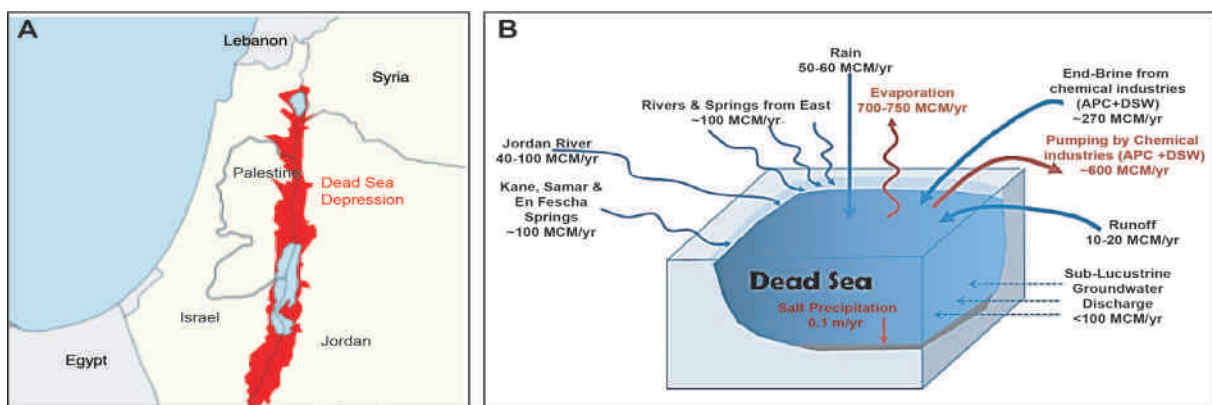 A
Lebanon
Syria
Palestine
Dead Sea
Depression
Israel
Jordan
Egypt
B
Rain
50-60 MCM/yr
End-Brine from
chemical industries
(APC+DSW)
~270 MCM/yr
Evaporation
700-750 MCM/yr
Rivers & Springs from East
~100 MCM/yr
Pumping by Chemical
industries (APC +DSW)
~600 MCM/yr
Jordan River
40-100 MCM/yr
Kane, Samar &
En Fescha
Springs
~100 MCM/yr
Runoff
10-20 MCM/yr
Dead Sea
Salt Precipitation
0.1 m/yr
Sub-Lucustrine
Groundwater
Discharge
<100 MCM/yr